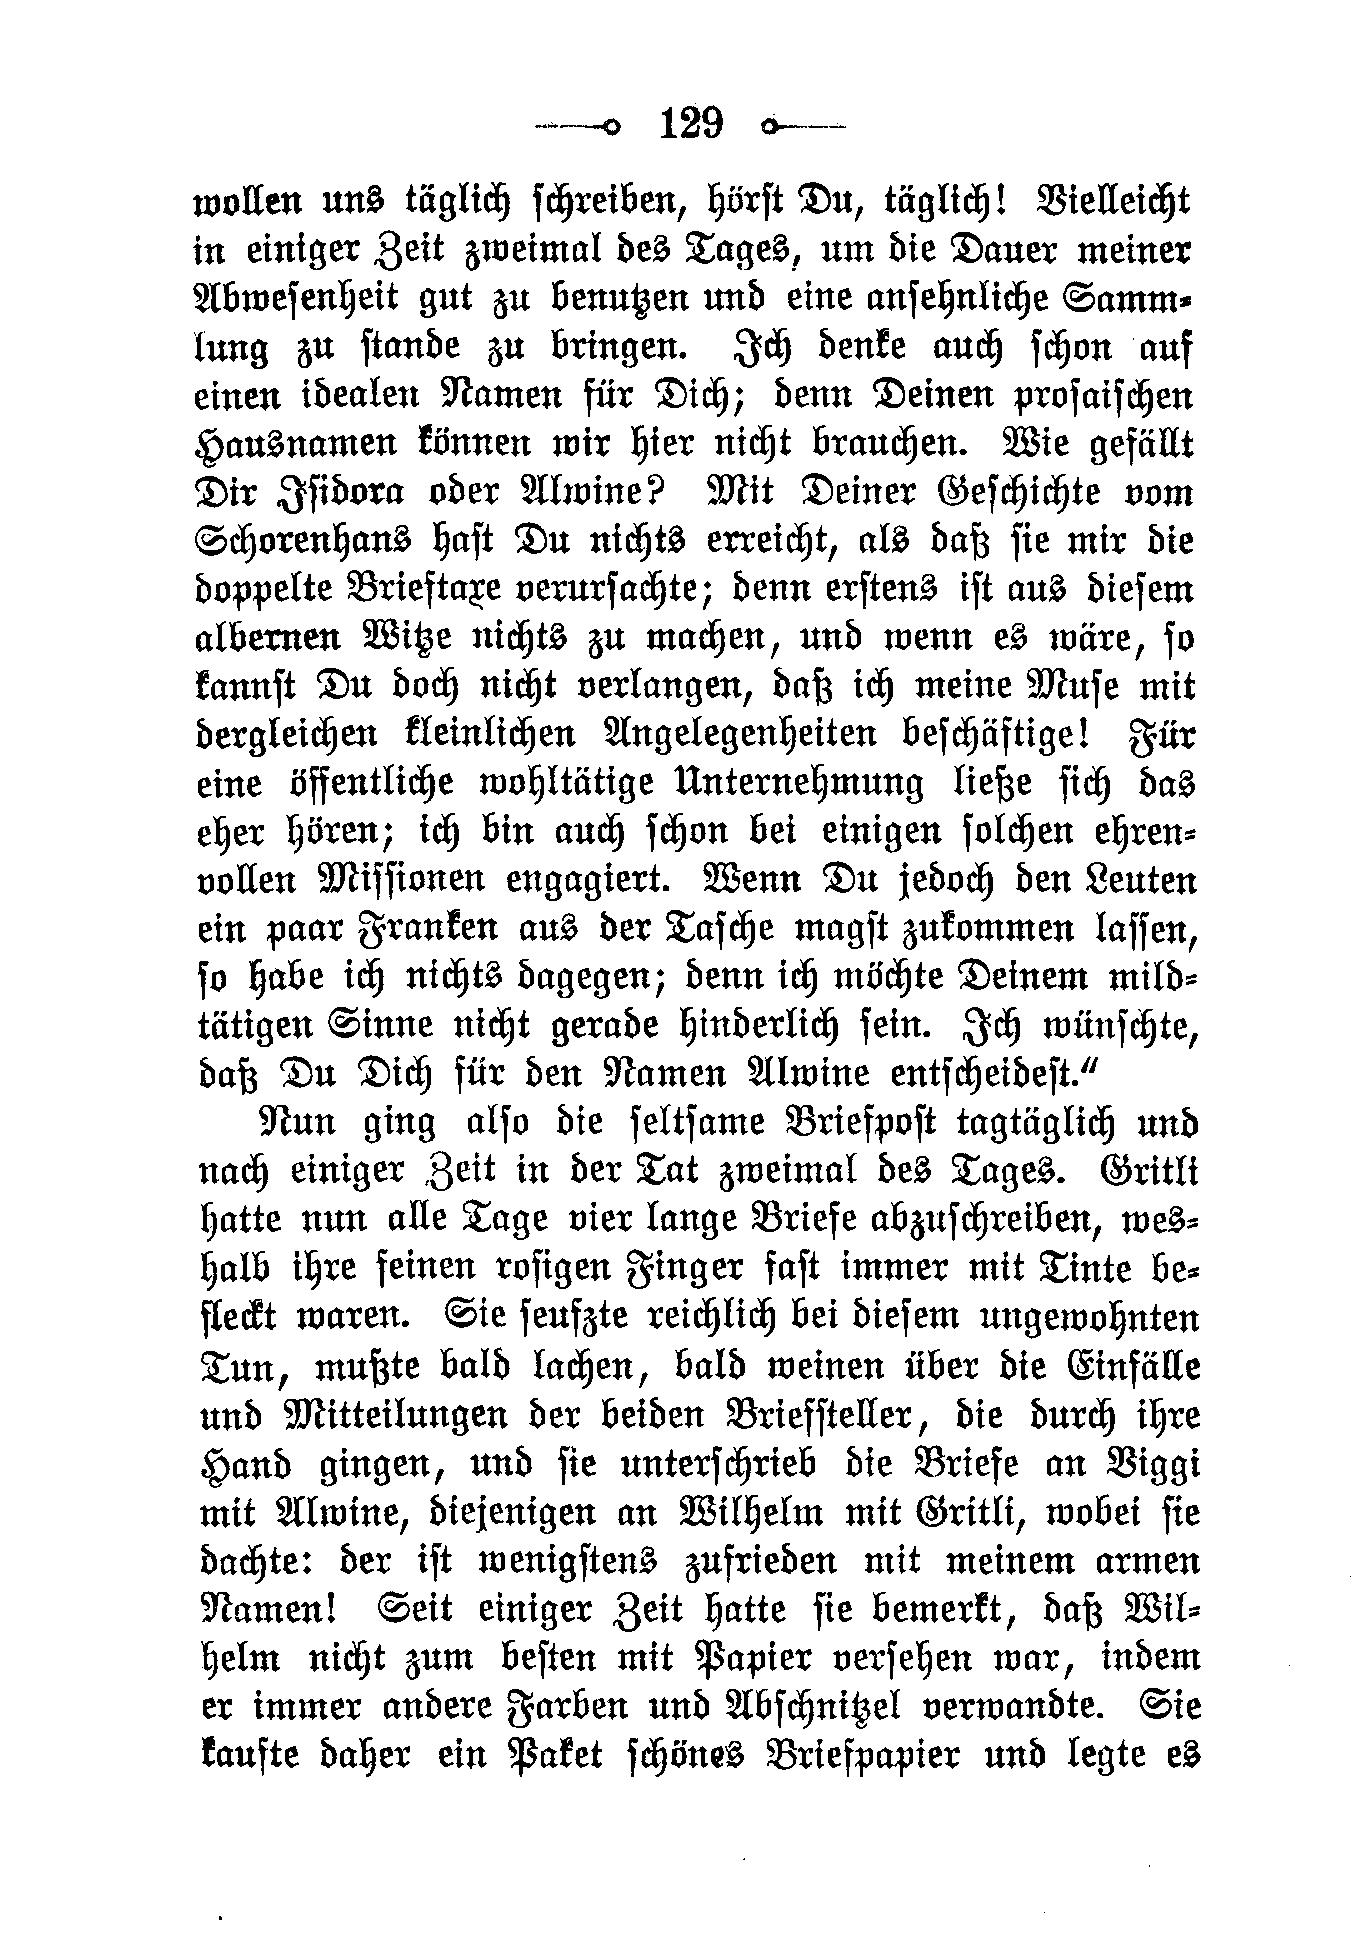 129
wollen uns täglich schreiben, hörst Du, täglich! Vielleicht
in einiger Zeit zweimal des Tages, um die Dauer meiner
Abwesenheit gut zu benutzen und eine ansehnliche Samm-
lung zu stande zu bringen. Ich denke auch schon auf
einen idealen Namen für Dich; denn Deinen prosaischen
Hausnamen können wir hier nicht brauchen. Wie gefällt
Dir Isidora oder Alwine? Mit Deiner Geschichte vom
Schorenhans hast Du nichts erreicht, als daß sie mir die
doppelte Brieftaxe verursachte; denn erstens ist aus diesem
albernen Witze nichts zu machen, und wenn es wäre, so
kannst Du doch nicht verlangen, daß ich meine Muse mit
dergleichen kleinlichen Angelegenheiten beschäftige! Für
eine öffentliche wohltätige Unternehmung ließe sich das
eher hören; ich bin auch schon bei einigen solchen ehren-
vollen Missionen engagiert. Wenn Du jedoch den Leuten
ein paar Franken aus der Tasche magst zukommen lassen,
so habe ich nichts dagegen; denn ich möchte Deinem mild-
tätigen Sinne nicht gerade hinderlich sein. Ich wünschte,
daß Du Dich für den Namen Alwine entscheidest.“
Nun ging also die seltsame Briefpost tagtäglich und
nach einiger Zeit in der Tat zweimal des Tages. Gritli
hatte nun alle Tage vier lange Briefe abzuschreiben, wes-
halb ihre feinen rosigen Finger fast immer mit Tinte be-
fleckt waren. Sie seufzte reichlich bei diesem ungewohnten
Tun, mußte bald lachen, bald weinen über die Einfälle
und Mitteilungen der beiden Briefsteller, die durch ihre
Hand gingen, und sie unterschrieb die Briefe an Viggi
mit Alwine, diejenigen an Wilhelm mit Gritli, wobei sie
dachte: der ist wenigstens zufrieden mit meinem armen
Namen! Seit einiger Zeit hatte sie bemerkt, daß Wil-
helm nicht zum besten mit Papier versehen war, indem
er immer andere Farben und Abschnitzel verwandte. Sie
kaufte daher ein Paket schönes Briefpapier und legte es